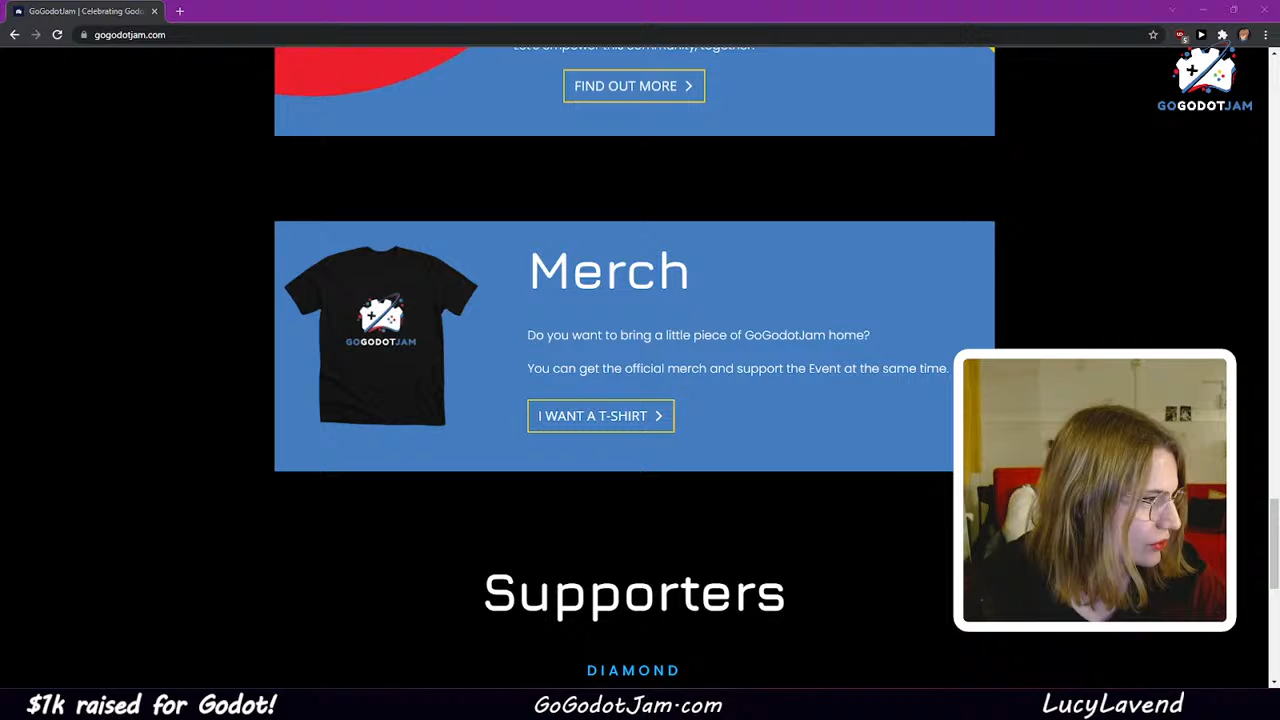 GoGodotJam | Celebrating Godo
gogodotjam.com
FIND OUT MORE
GOGODOTJAM
Merch
GOGODOTJAM
Do you want to bring a little piece of GoGodotJam home?
You can get the official merch and support the Event at the same time.
I WANT A T-SHIRT
Supporters
DIAMOND
$1k raised for Godot!
GoGodotJam.com
LucyLavend